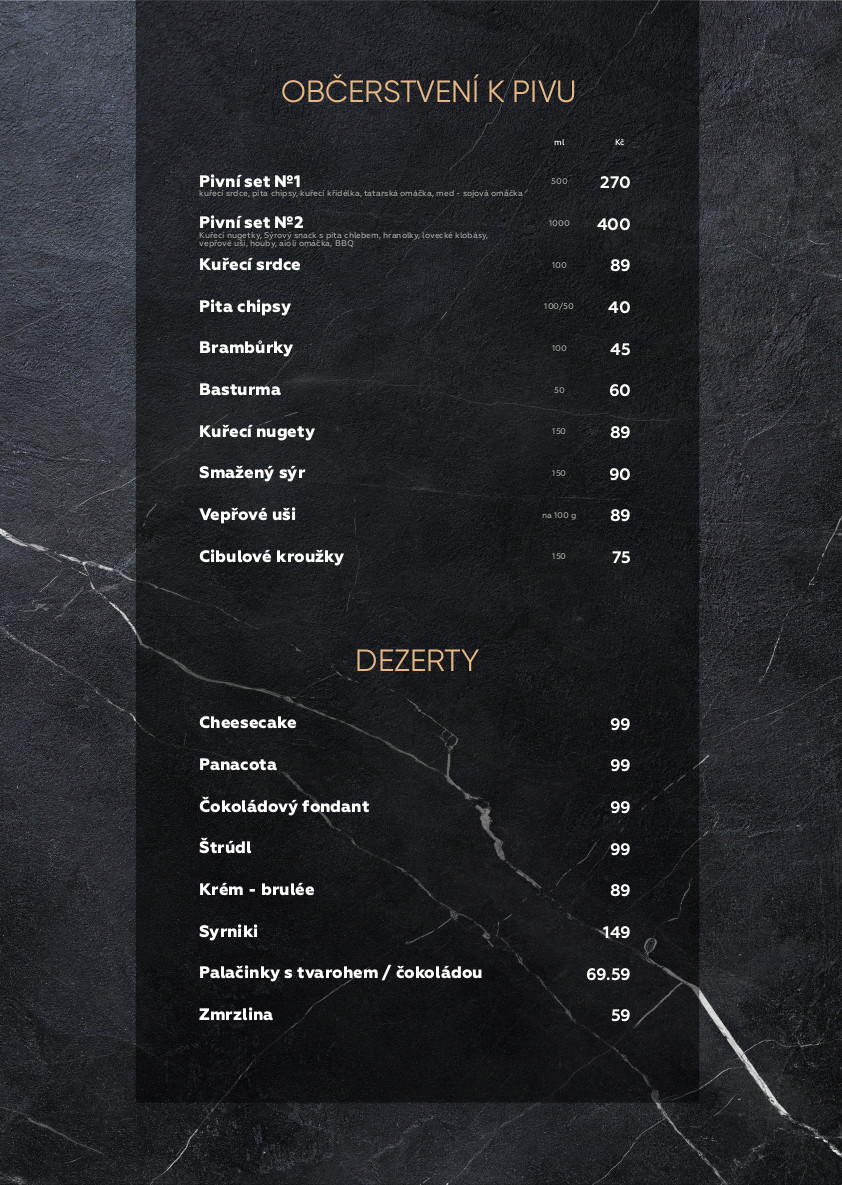 OBČERSTVENÍ K PIVU
ml Kč
Pivní set №1 500 270
kuřecí srdce, pita chipsy, kuřecí křidélka, tatarská omáčka, med - sojová omáčka
Pivní set №2 1000 400
Kuřecí nugetky, Sýrový snack s pita chlebem, hranolky, lovecké klobásy,
vepřové uši, houby, aioli omáčka, BBQ
Kuřecí srdce 100 89
Pita chipsy 100/50 40
Brambůrky 100 45
Basturma 50 60
Kuřecí nugety 150 89
Smažený sýr 150 90
Vepřové uši na 100 g 89
Cibulové kroužky 150 75
DEZERTY
Cheesecake 99
Panacota 99
Čokoládový fondant 99
Štrúdl 99
Krém - brulée 89
Syrniki 149
Palačinky s tvarohem / čokoládou 69.59
Zmrzlina 59